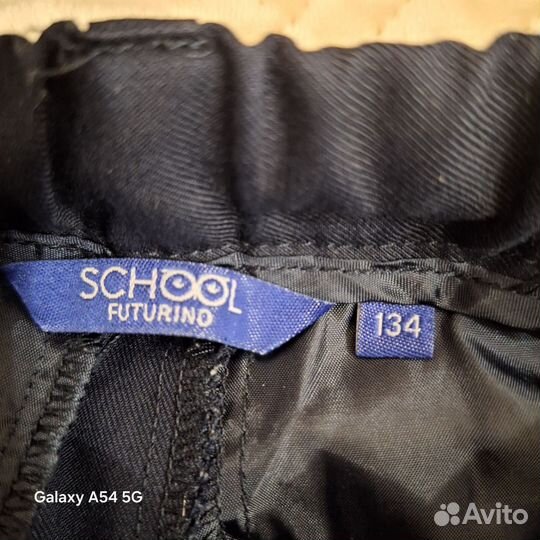 SCHOOL
FUTURINO
134
Galaxy A54 5G
Avito